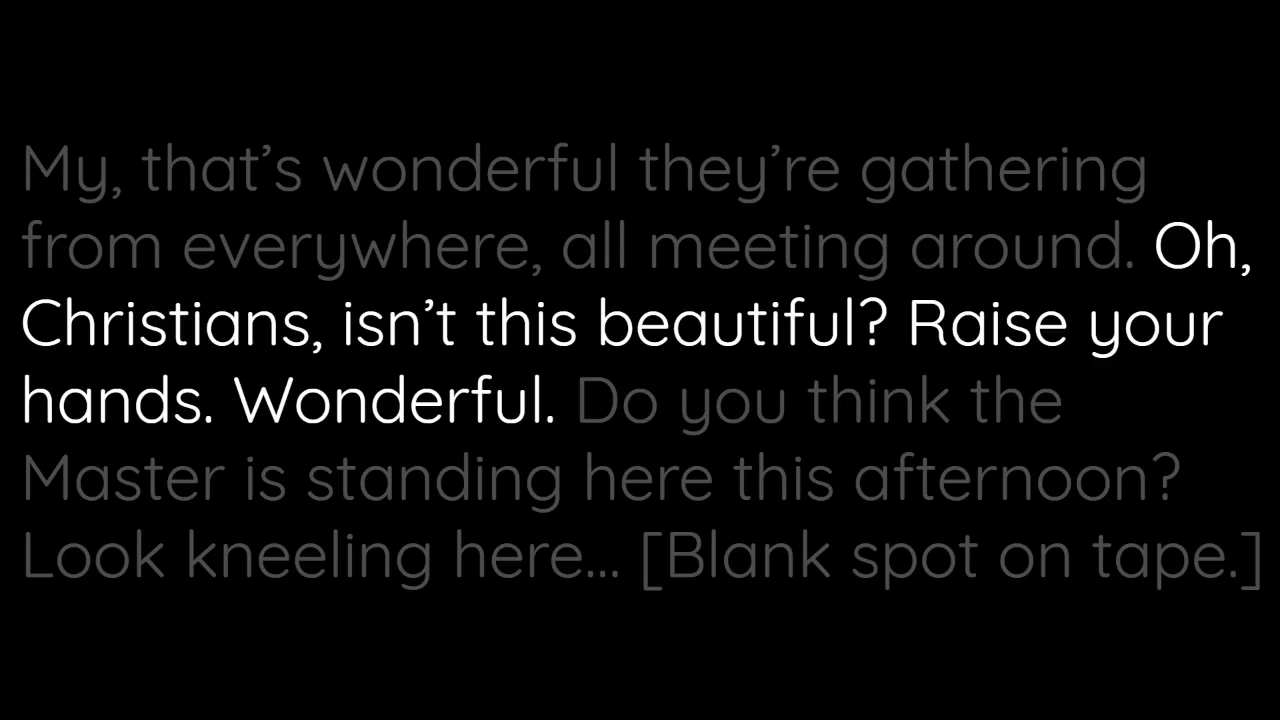 My, that’s wonderful they’re gathering
from everywhere, all meeting around. Oh,
Christians, isn’t this beautiful? Raise your
hands. Wonderful. Do you think the
Master is standing here this afternoon?
Look kneeling here... [Blank spot on tape.]